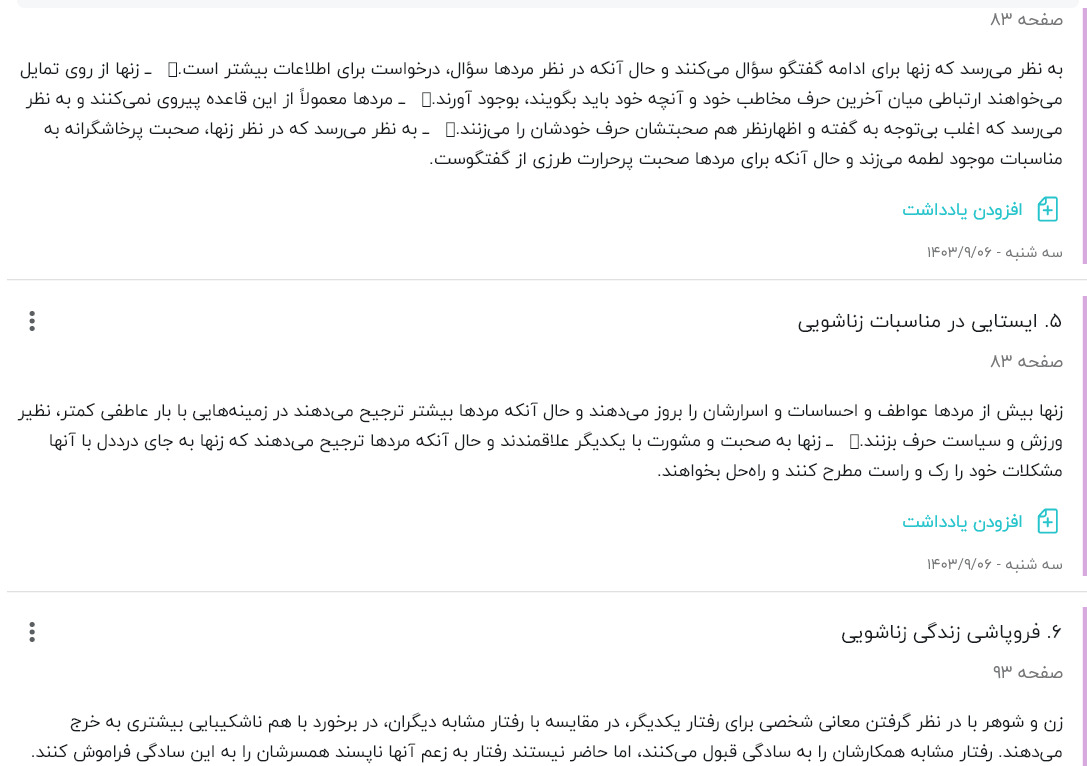 صفحه ۸۳
به نظر می‌رسد که زنها برای ادامه گفتگو سؤال می‌کنند و حال آنکه در نظر مردها سؤال، درخواست برای اطلاعات بیشتر است.▯ ـ زنها از روی تمایل
می‌خواهند ارتباطی میان آخرین حرف مخاطب خود و آنچه خود باید بگویند، بوجود آورند.▯ ـ مردها معمولاً از این قاعده پیروی نمی‌کنند و به نظر
می‌رسد که اغلب بی‌توجه به گفته و اظهارنظر هم صحبتشان حرف خودشان را می‌زنند.▯ ـ به نظر می‌رسد که در نظر زنها، صحبت پرخاشگرانه به
مناسبات موجود لطمه می‌زند و حال آنکه برای مردها صحبت پرحرارت طرزی از گفتگوست.
افزودن یادداشت
سه شنبه - ۱۴۰۳/۹/۰۶
۵. ایستایی در مناسبات زناشویی
صفحه ۸۳
زنها بیش از مردها عواطف و احساسات و اسرارشان را بروز می‌دهند و حال آنکه مردها بیشتر ترجیح می‌دهند در زمینه‌هایی با بار عاطفی کمتر، نظیر
ورزش و سیاست حرف بزنند.▯ ـ زنها به صحبت و مشورت با یکدیگر علاقمندند و حال آنکه مردها ترجیح می‌دهند که زنها به جای درددل با آنها
مشکلات خود را رک و راست مطرح کنند و راه‌حل بخواهند.
افزودن یادداشت
سه شنبه - ۱۴۰۳/۹/۰۶
۶. فروپاشی زندگی زناشویی
صفحه ۹۳
زن و شوهر با در نظر گرفتن معانی شخصی برای رفتار یکدیگر، در مقایسه با رفتار مشابه دیگران، در برخورد با هم ناشکیبایی بیشتری به خرج
می‌دهند. رفتار مشابه همکارشان را به سادگی قبول می‌کنند، اما حاضر نیستند رفتار به زعم آنها ناپسند همسرشان را به این سادگی فراموش کنند.